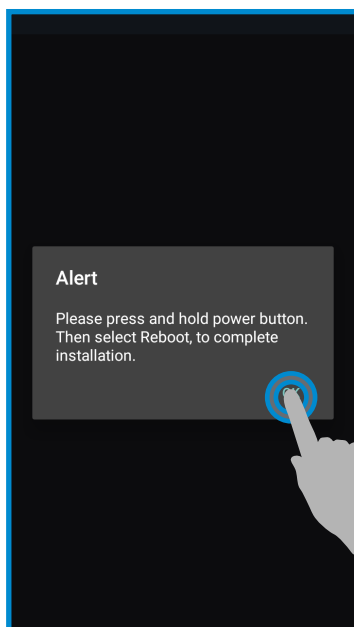 Alert
Please press and hold power button.
Then select Reboot, to complete
installation.